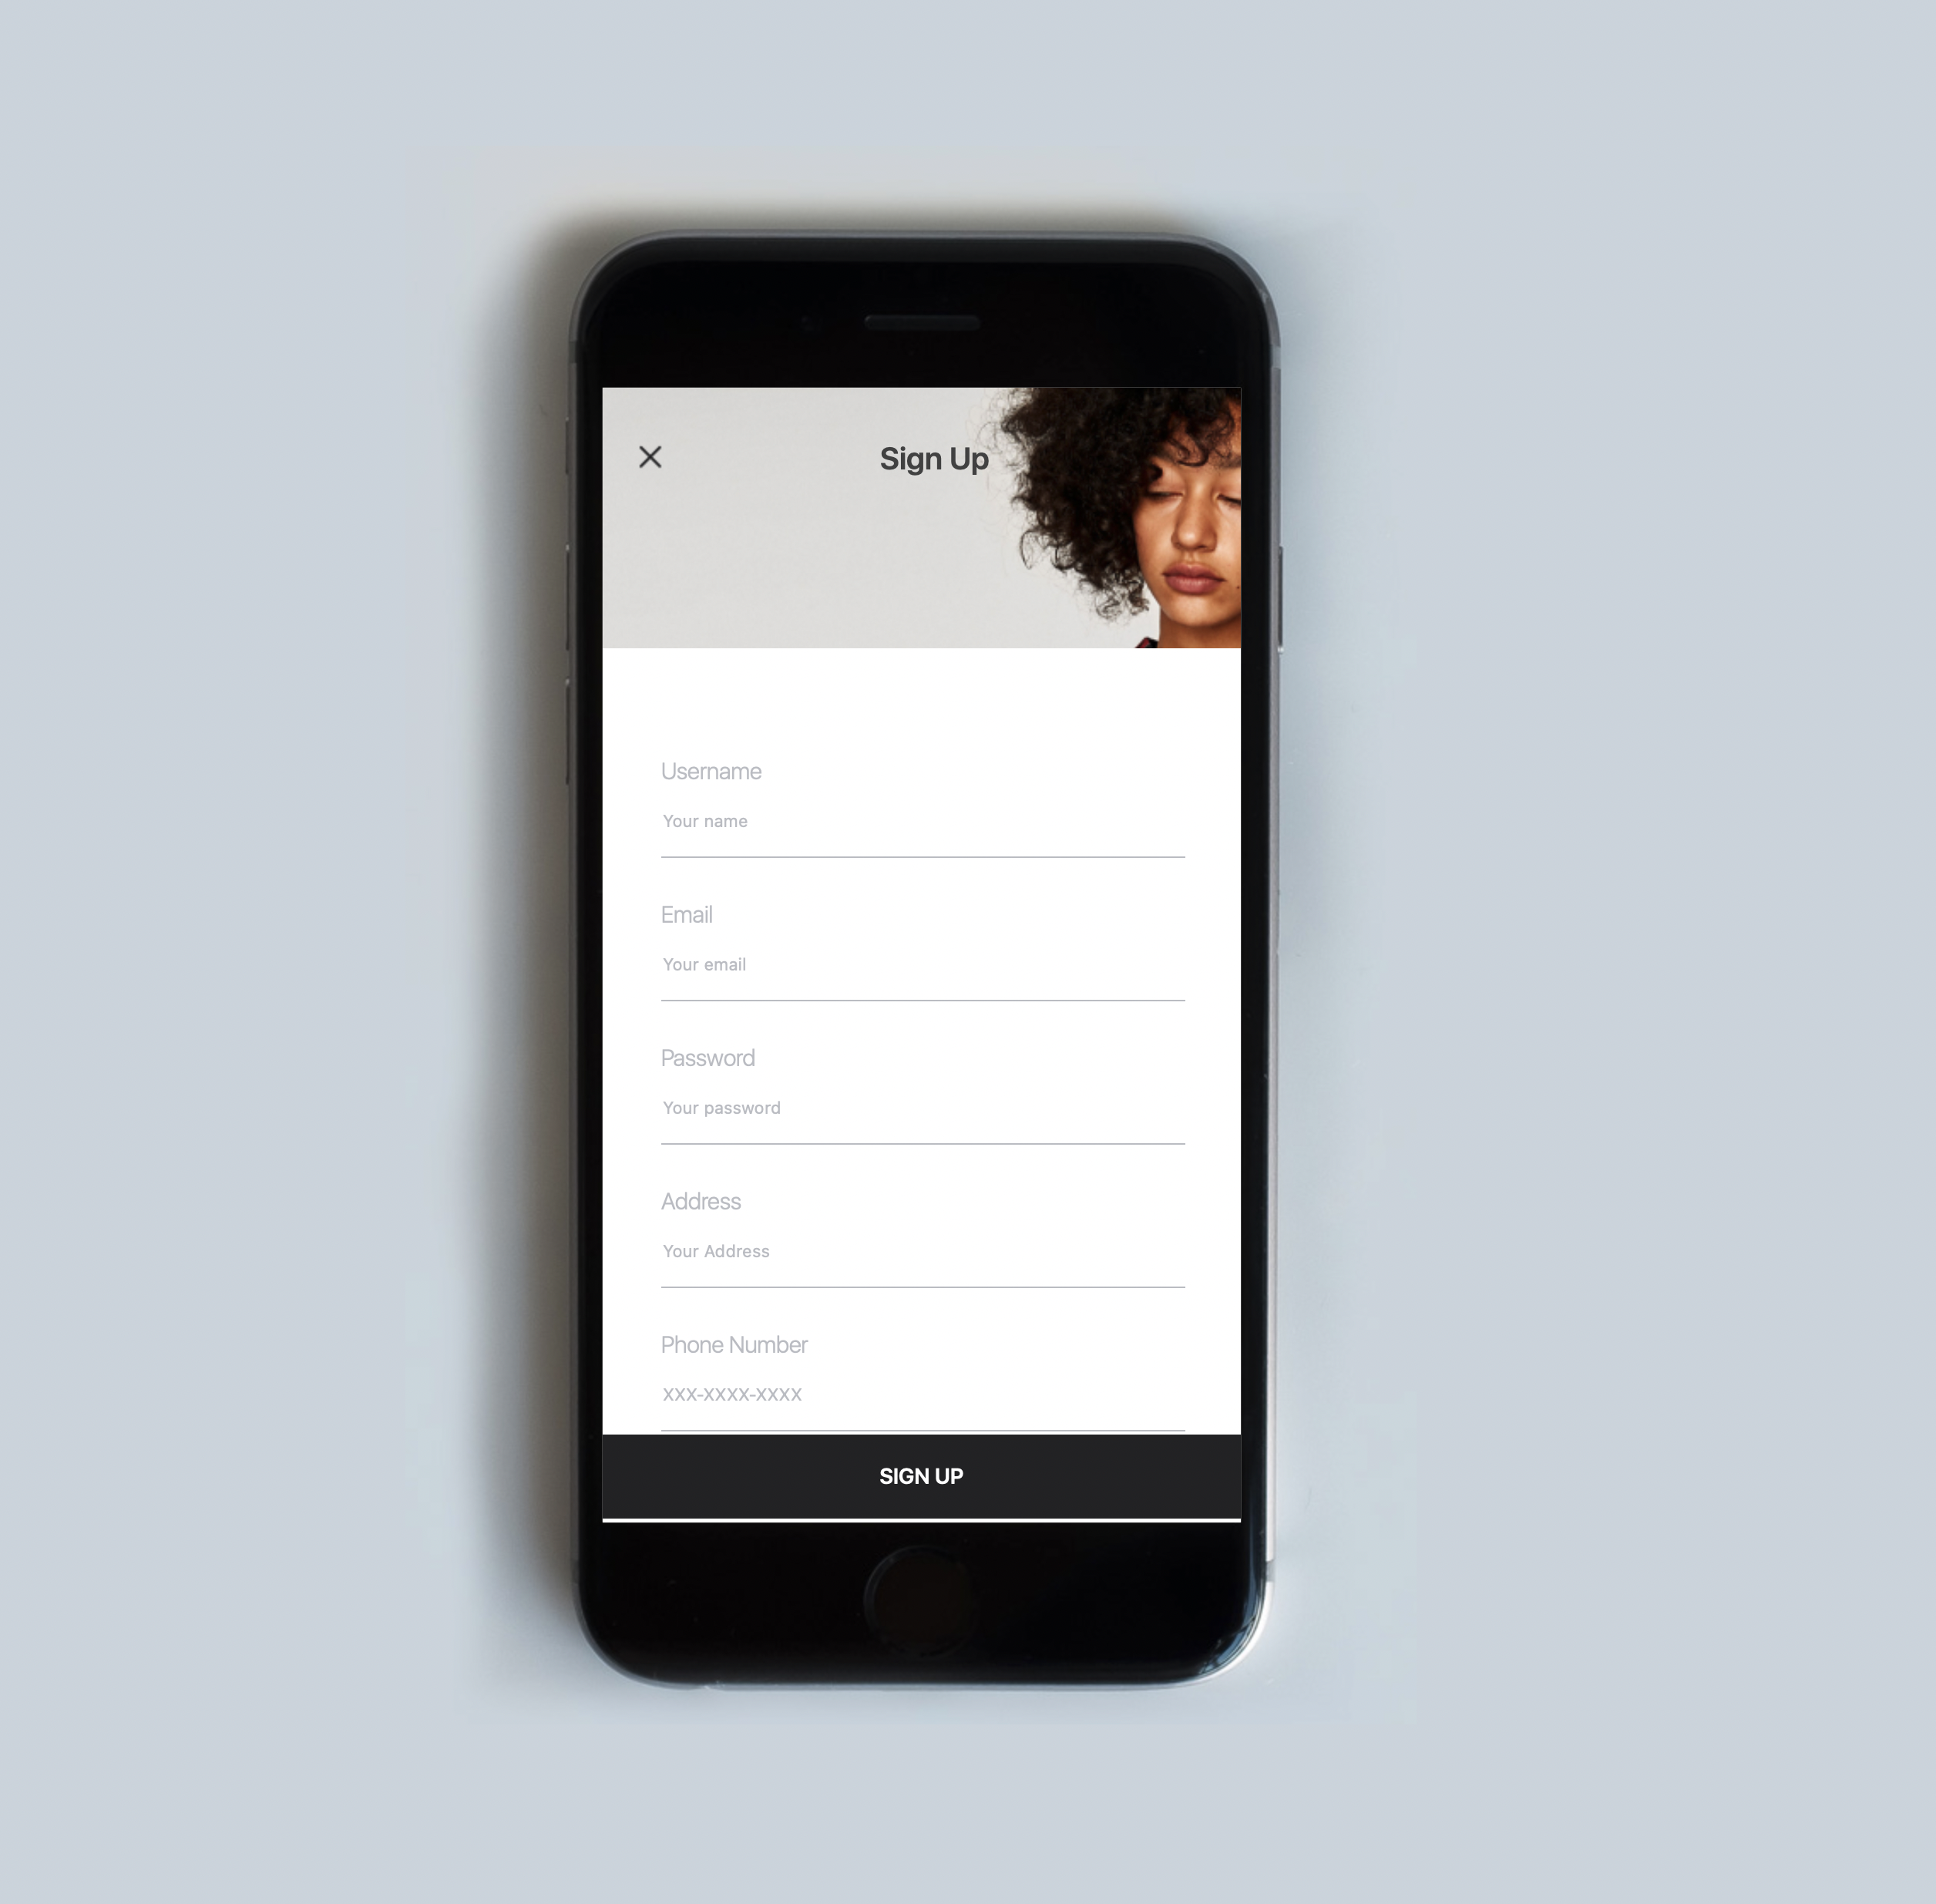 Sign Up
Username
Your name
Email
Your email
Password
Your password
Address
Your Address
Phone Number
XXX-XXXX-XXXX
SIGN UP